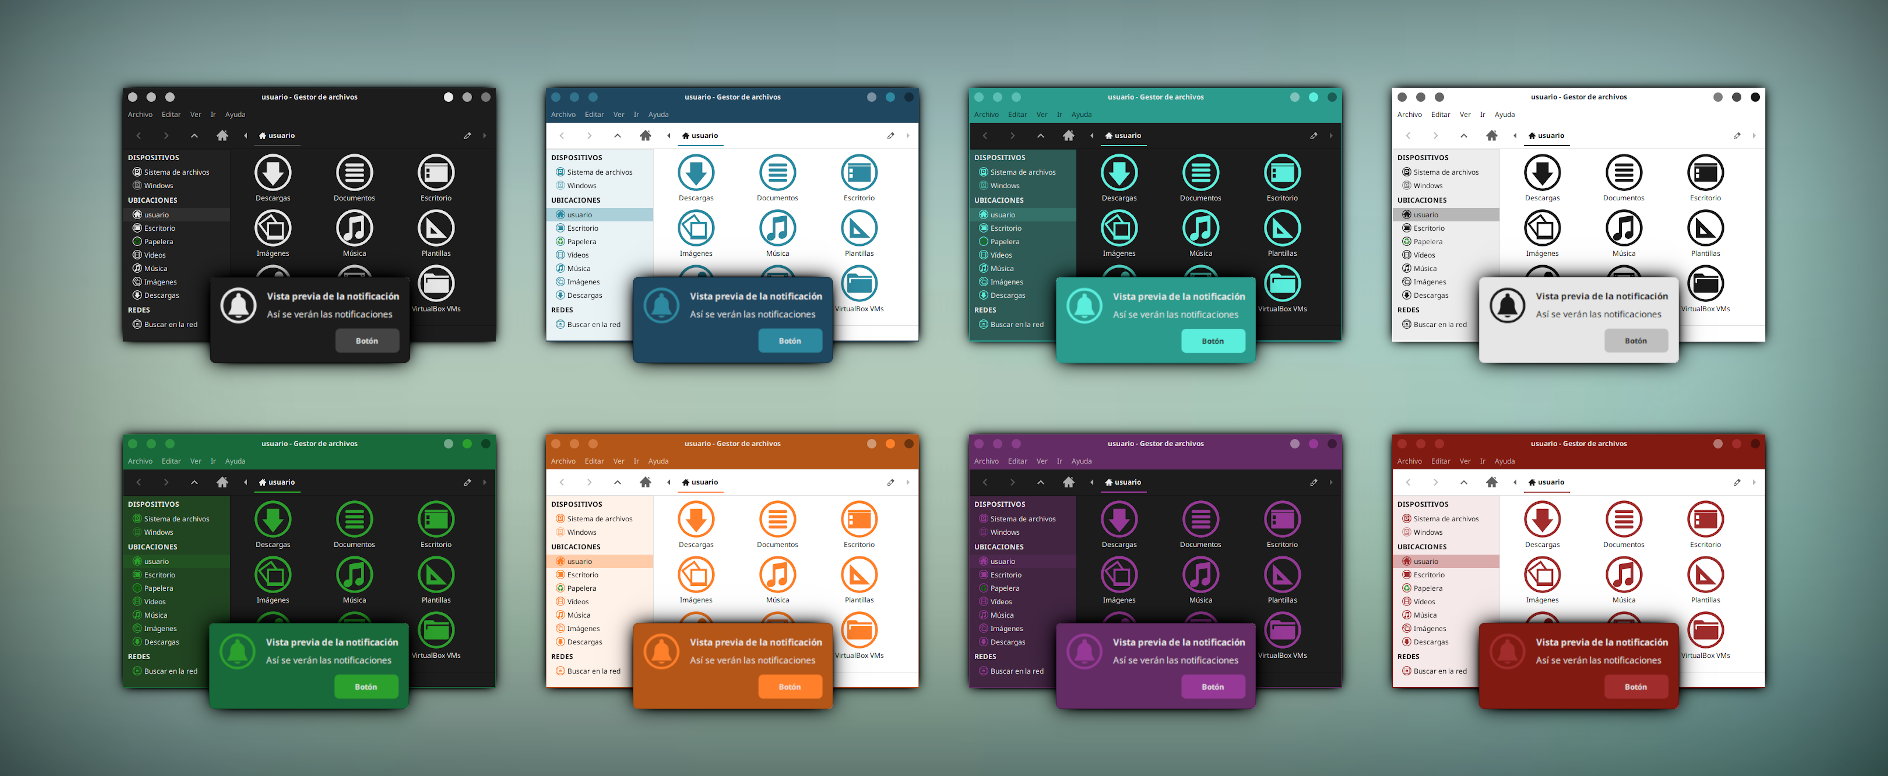 usuario - Gestor de archivos
Archivo Editar Ver Ir Ayuda
usuario
DISPOSITIVOS
Sistema de archivos
Windows
UBICACIONES
usuario
Escritorio
Papelera
Vídeos
Música
Imágenes
Descargas
REDES
Buscar en la red
Descargas Documentos Escritorio
Imágenes Música Plantillas
VirtualBox VMs
Vista previa de la notificación
Así se verán las notificaciones
Botón
usuario - Gestor de archivos
Archivo Editar Ver Ir Ayuda
usuario
DISPOSITIVOS
Sistema de archivos
Windows
UBICACIONES
usuario
Escritorio
Papelera
Vídeos
Música
Imágenes
Descargas
REDES
Buscar en la red
Descargas Documentos Escritorio
Imágenes Música Plantillas
VirtualBox VMs
Vista previa de la notificación
Así se verán las notificaciones
Botón
usuario - Gestor de archivos
Archivo Editar Ver Ir Ayuda
usuario
DISPOSITIVOS
Sistema de archivos
Windows
UBICACIONES
usuario
Escritorio
Papelera
Vídeos
Música
Imágenes
Descargas
REDES
Buscar en la red
Descargas Documentos Escritorio
Imágenes Música Plantillas
VirtualBox VMs
Vista previa de la notificación
Así se verán las notificaciones
Botón
usuario - Gestor de archivos
Archivo Editar Ver Ir Ayuda
usuario
DISPOSITIVOS
Sistema de archivos
Windows
UBICACIONES
usuario
Escritorio
Papelera
Vídeos
Música
Imágenes
Descargas
REDES
Buscar en la red
Descargas Documentos Escritorio
Imágenes Música Plantillas
VirtualBox VMs
Vista previa de la notificación
Así se verán las notificaciones
Botón
usuario - Gestor de archivos
Archivo Editar Ver Ir Ayuda
usuario
DISPOSITIVOS
Sistema de archivos
Windows
UBICACIONES
usuario
Escritorio
Papelera
Vídeos
Música
Imágenes
Descargas
REDES
Buscar en la red
Descargas Documentos Escritorio
Imágenes Música Plantillas
VirtualBox VMs
Vista previa de la notificación
Así se verán las notificaciones
Botón
usuario - Gestor de archivos
Archivo Editar Ver Ir Ayuda
usuario
DISPOSITIVOS
Sistema de archivos
Windows
UBICACIONES
usuario
Escritorio
Papelera
Vídeos
Música
Imágenes
Descargas
REDES
Buscar en la red
Descargas Documentos Escritorio
Imágenes Música Plantillas
VirtualBox VMs
Vista previa de la notificación
Así se verán las notificaciones
Botón
usuario - Gestor de archivos
Archivo Editar Ver Ir Ayuda
usuario
DISPOSITIVOS
Sistema de archivos
Windows
UBICACIONES
usuario
Escritorio
Papelera
Vídeos
Música
Imágenes
Descargas
REDES
Buscar en la red
Descargas Documentos Escritorio
Imágenes Música Plantillas
VirtualBox VMs
Vista previa de la notificación
Así se verán las notificaciones
Botón
usuario - Gestor de archivos
Archivo Editar Ver Ir Ayuda
usuario
DISPOSITIVOS
Sistema de archivos
Windows
UBICACIONES
usuario
Escritorio
Papelera
Vídeos
Música
Imágenes
Descargas
REDES
Buscar en la red
Descargas Documentos Escritorio
Imágenes Música Plantillas
VirtualBox VMs
Vista previa de la notificación
Así se verán las notificaciones
Botón